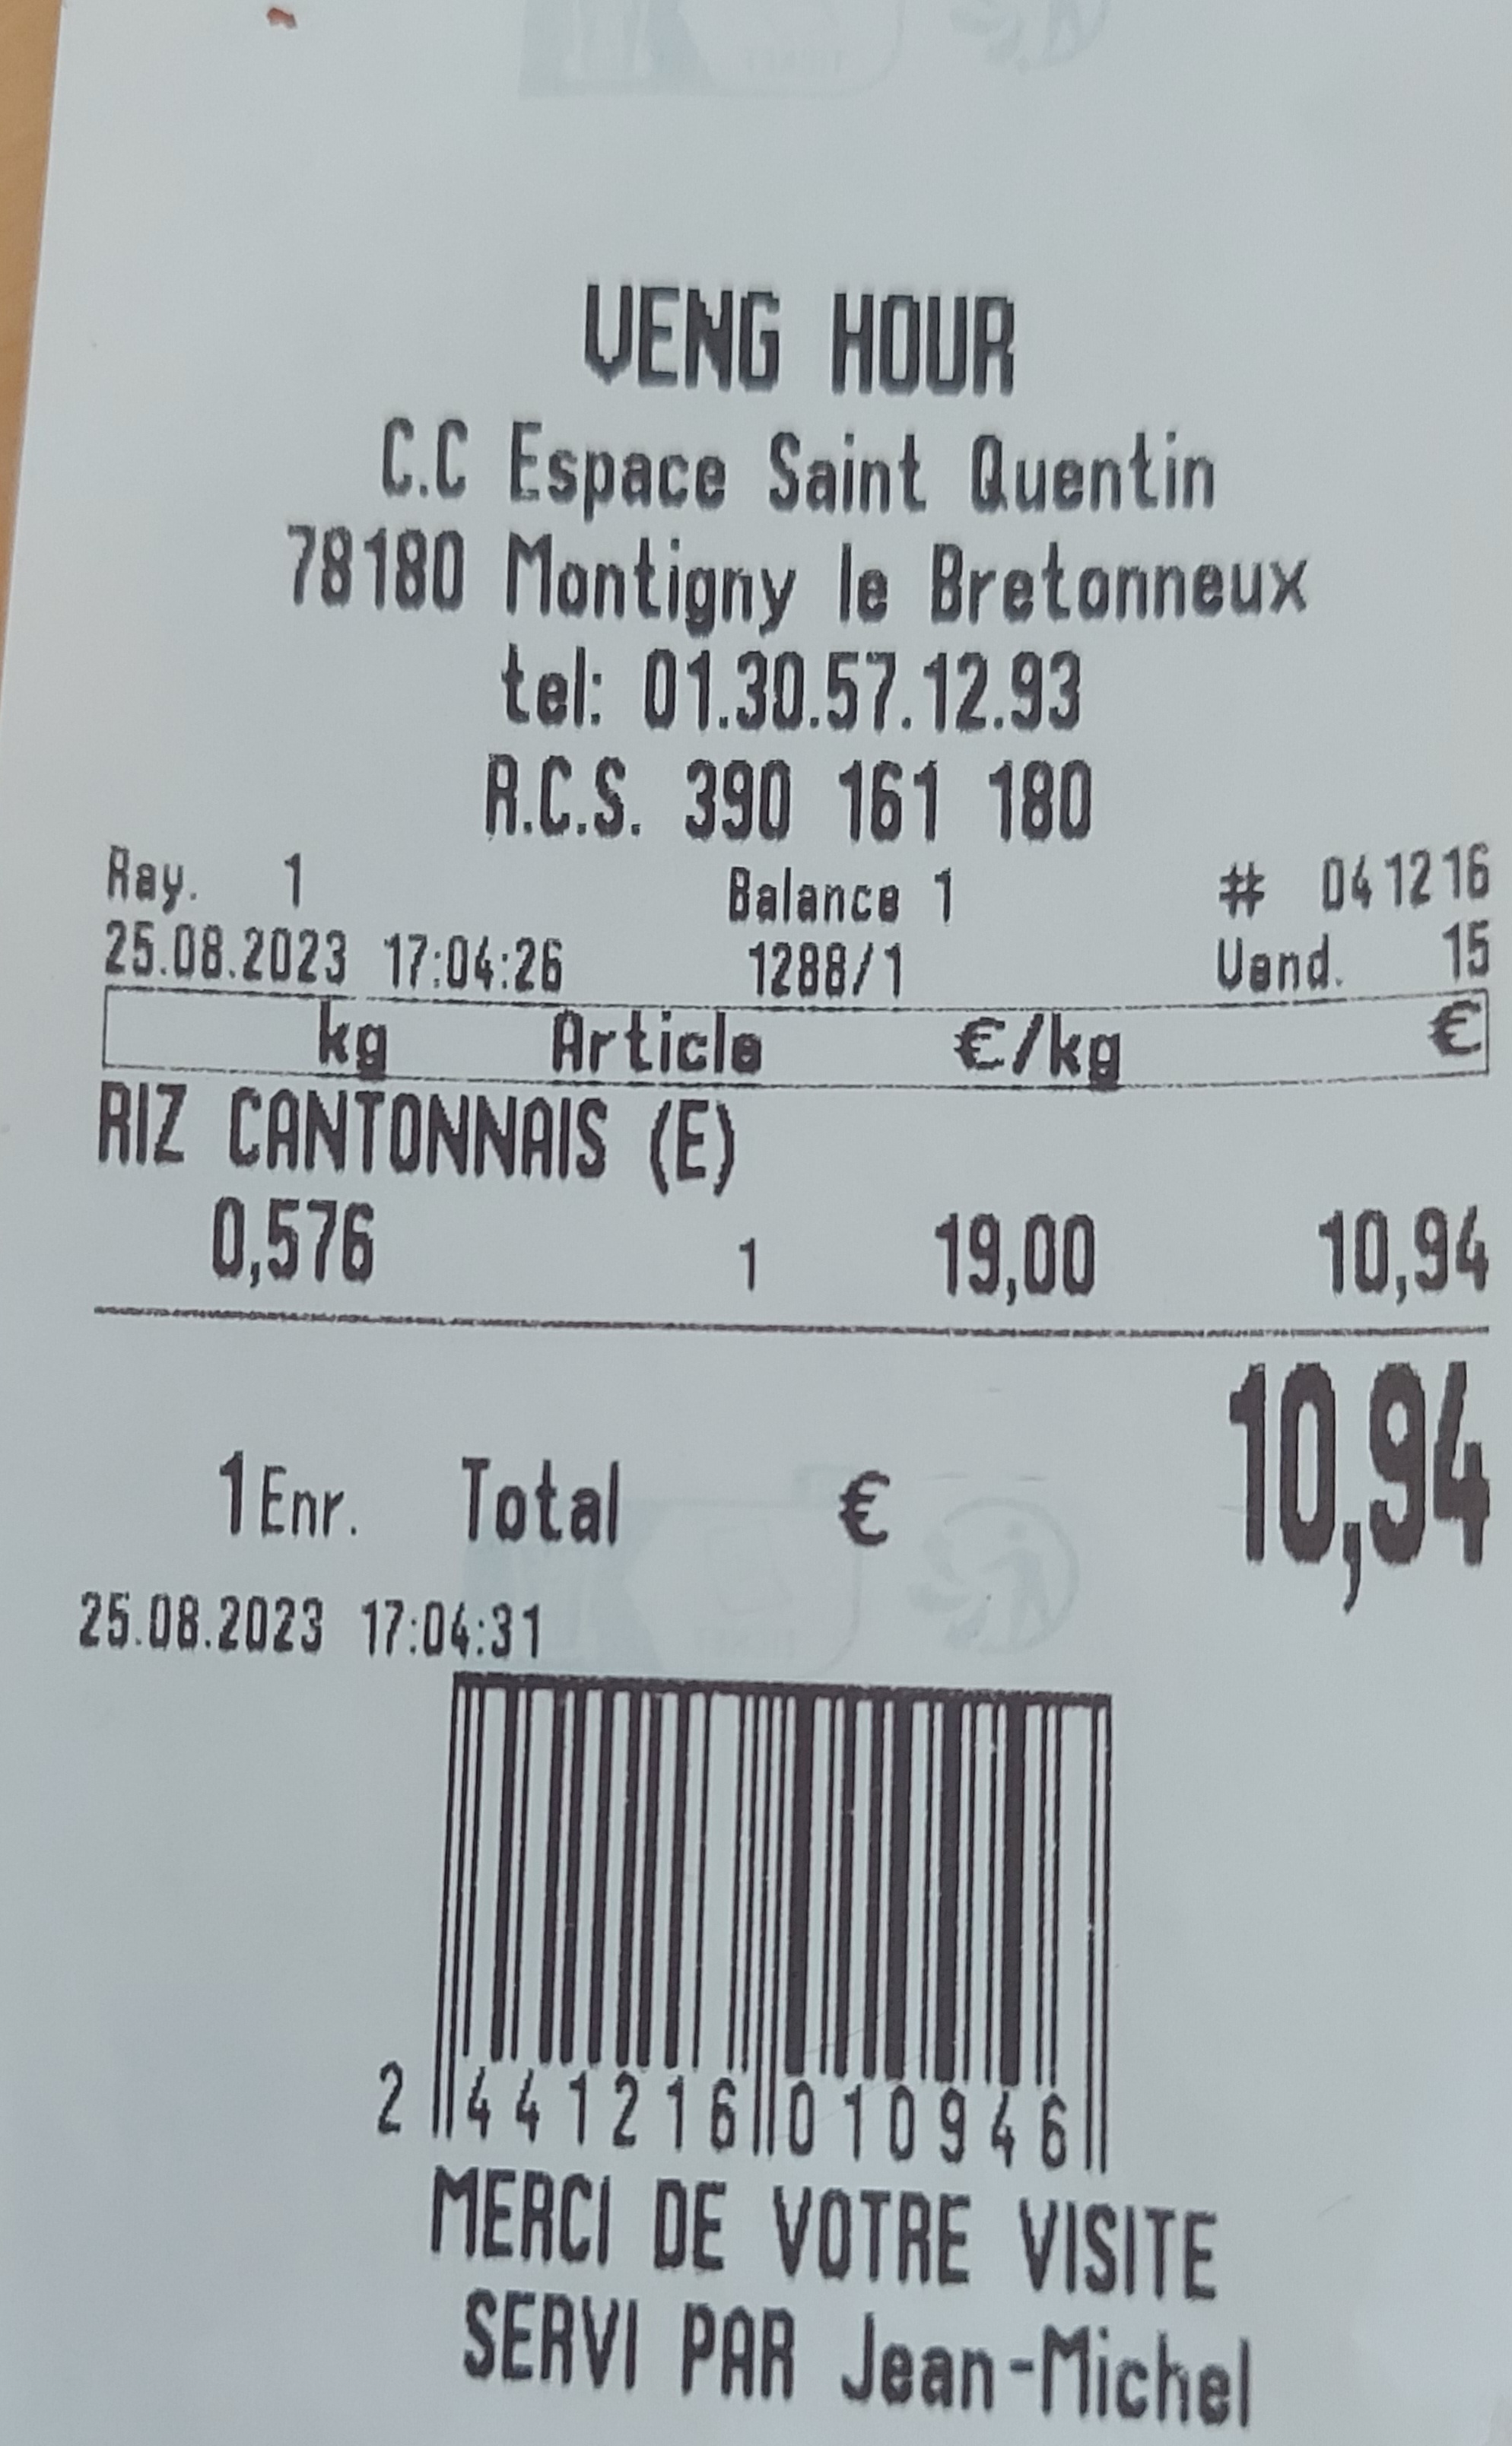 VENG HOUR
C.C Espace Saint Quentin
78180 Montigny le Bretonneux
tel: 01.30.57.12.93
R.C.S. 390 161 180
Ray. 1 Balance 1 # 041216
25.08.2023 17:04:26 1288/1 Vend. 15
kg Article €/kg €
RIZ CANTONNAIS (E)
0,576 1 19,00 10,94
1 Enr. Total € 10,94
25.08.2023 17:04:31
2 441216 010946
MERCI DE VOTRE VISITE
SERVI PAR Jean-Michel